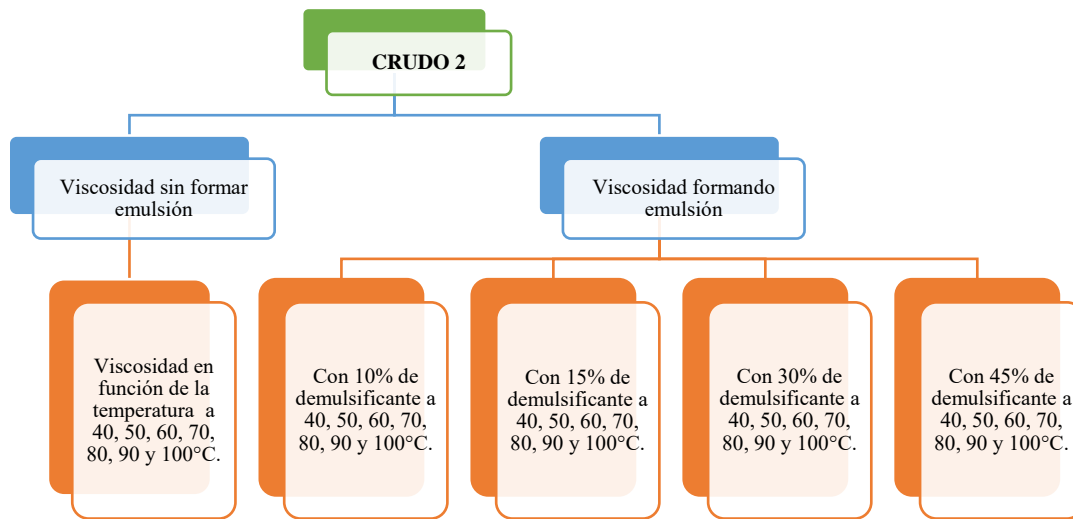 CRUDO 2
Viscosidad sin formar
emulsión
Viscosidad formando
emulsión
Viscosidad en
función de la
temperatura a
40, 50, 60, 70,
80, 90 y 100°C.
Con 10% de
demulsificante a
40, 50, 60, 70,
80, 90 y 100°C.
Con 15% de
demulsificante a
40, 50, 60, 70,
80, 90 y 100°C.
Con 30% de
demulsificante a
40, 50, 60, 70,
80, 90 y 100°C.
Con 45% de
demulsificante a
40, 50, 60, 70,
80, 90 y 100°C.